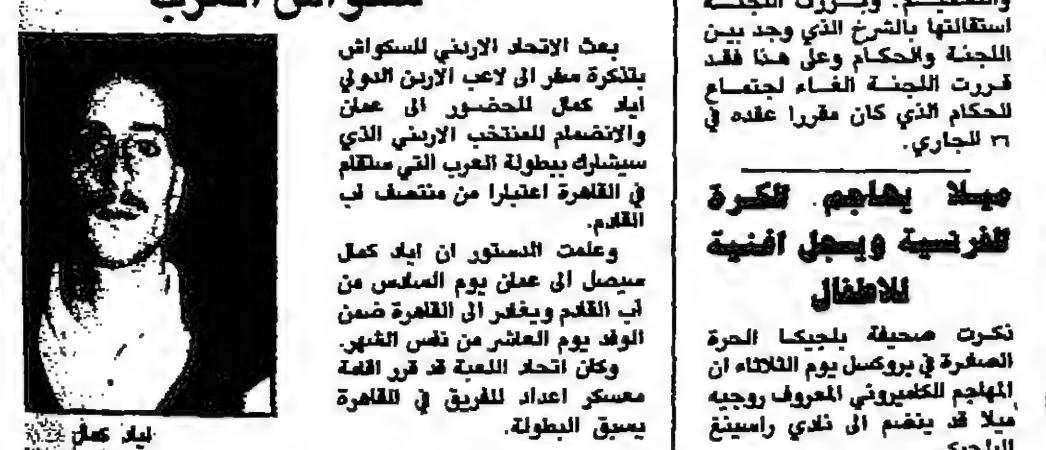 بعث الاتحاد الاردني للسكواش
بتذكرة سفر الى لاعب الاردن الدولي
اياد كمال للحضور الى عمان
والانضمام للمنتخب الاردني الذي
سيشارك ببطولة العرب التي ستقام
في القاهرة اعتبارا من منتصف اب
القادم.
وعلمت الدستور ان اياد كمال
سيصل الى عمان يوم السادس من
اب القادم ويغادر الى القاهرة ضمن
الوفد يوم العاشر من نفس الشهر.
وكان اتحاد اللعبة قد قرر اقامة
معسكر اعداد للفريق في القاهرة
يسبق البطولة.
اياد كمال
استقالتها بالشرخ الذي وجد بين
اللجنة والحكام وعلى هذا فقد
قررت اللجنة الغاء اجتماع
الحكام الذي كان مقررا عقده في
٢٦ الجاري.
ميلا يهاجم الكرة
الفرنسية ويسجل اغنية
للاطفال
ذكرت صحيفة بلجيكا الحرة
الصادرة في بروكسل يوم الثلاثاء ان
المهاجم الكاميروني المعروف روجيه
ميلا قد ينضم الى نادي راسينغ